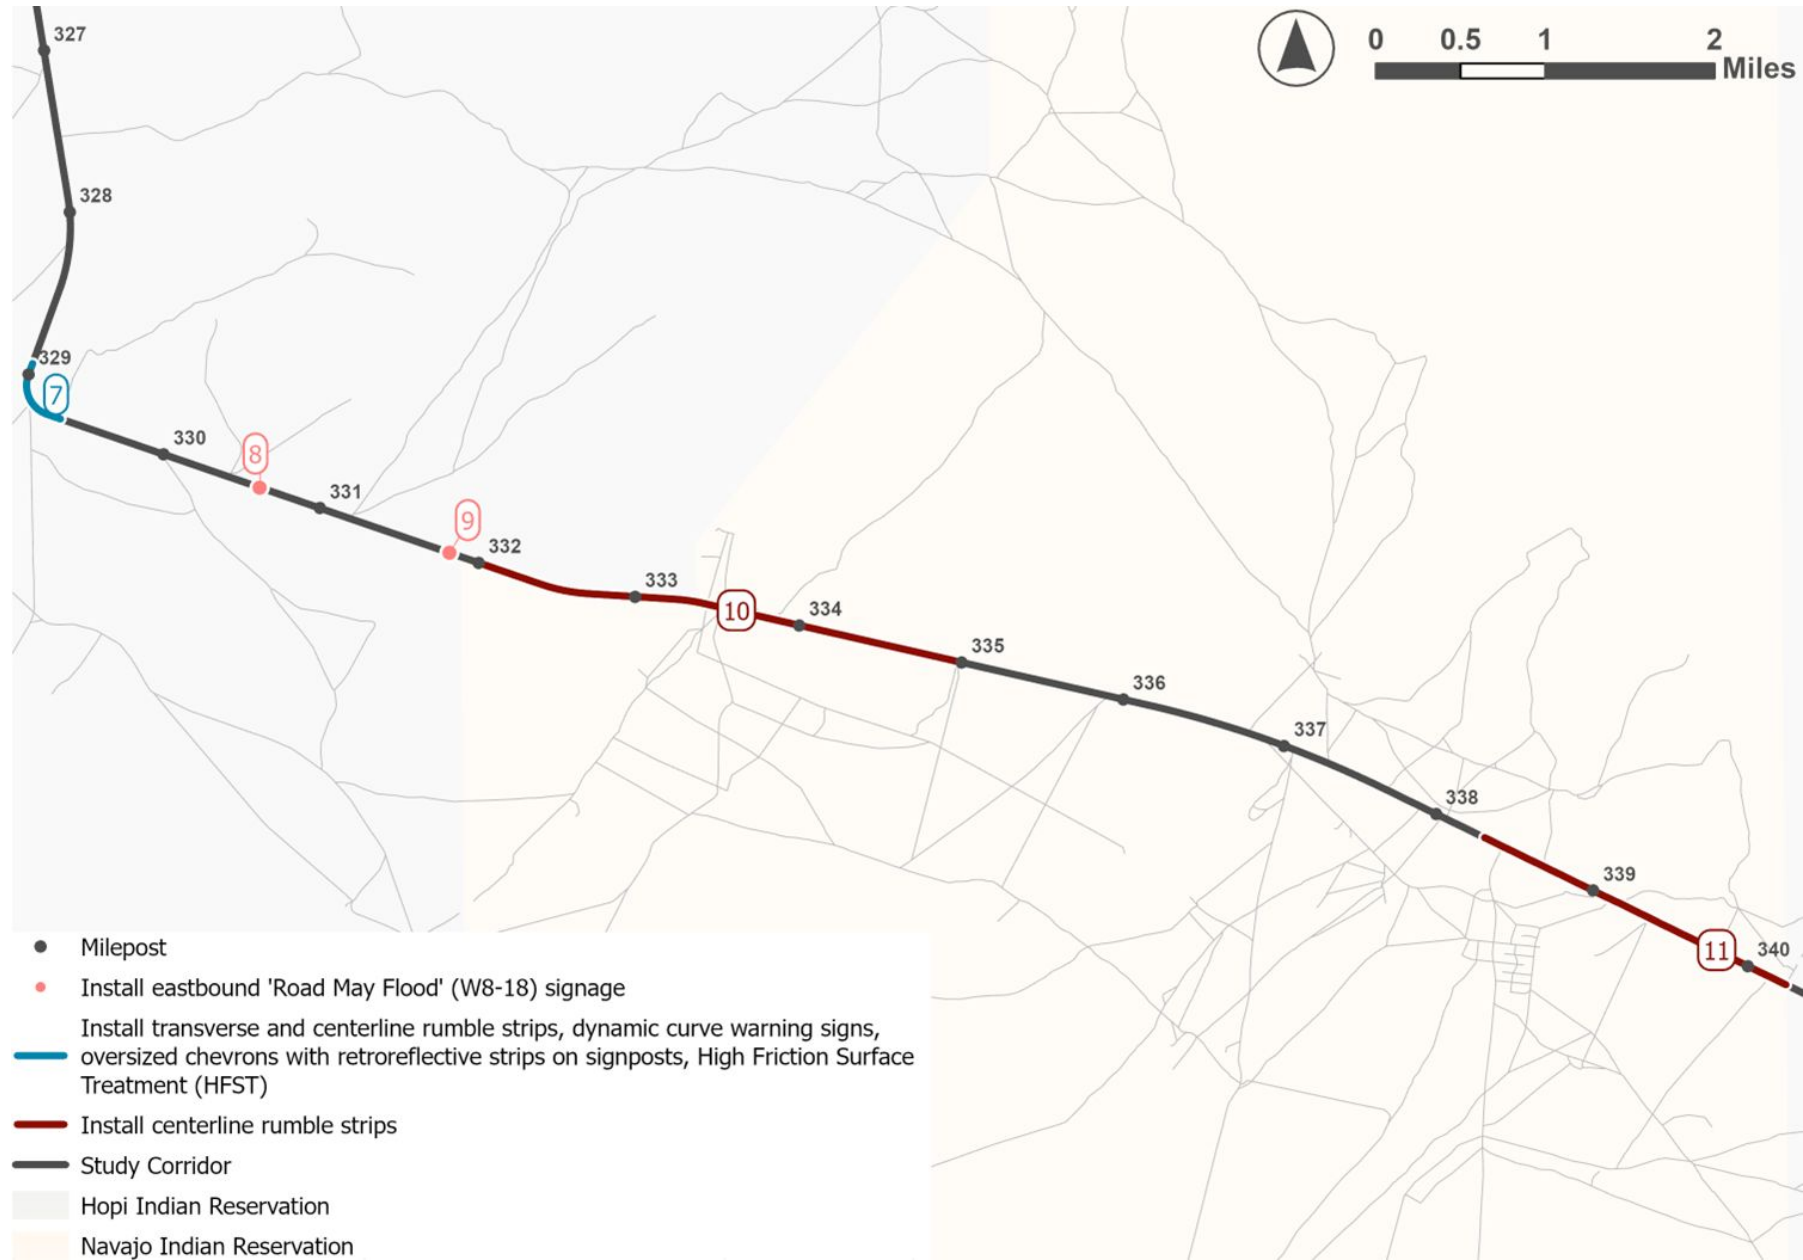 327
0 0.5 1 2
Miles
328
329
7
330
8
331
9
332
333
10
334
335
336
337
338
339
11
340
Milepost
Install eastbound 'Road May Flood' (W8-18) signage
Install transverse and centerline rumble strips, dynamic curve warning signs,
oversized chevrons with retroreflective strips on signposts, High Friction Surface
Treatment (HFST)
Install centerline rumble strips
Study Corridor
Hopi Indian Reservation
Navajo Indian Reservation